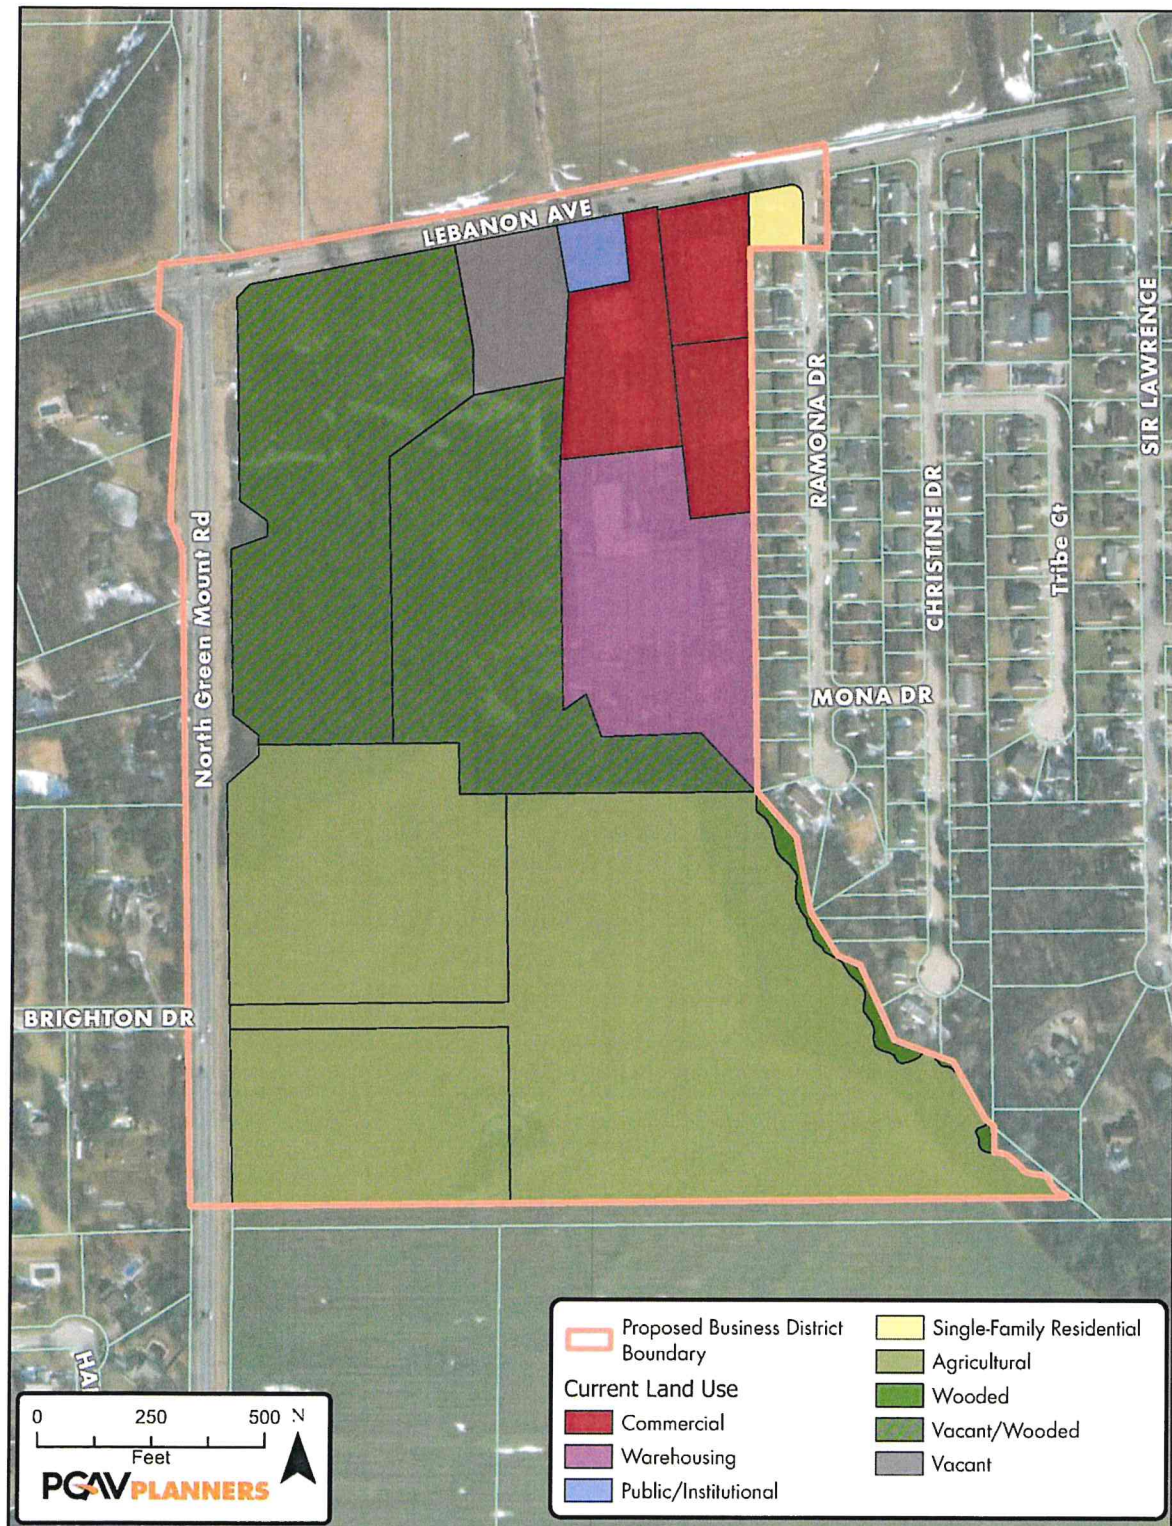 LEBANON AVE
SIR LAWRENCE
RAMONA DR
CHRISTINE DR
Tribe Ct
North Green Mount Rd
MONA DR
BRIGHTON DR
HA
Proposed Business District
Boundary
Current Land Use
Commercial
Warehousing
Public/Institutional
Single-Family Residential
Agricultural
Wooded
Vacant/Wooded
Vacant
0 250 500 N
Feet
PGAV PLANNERS